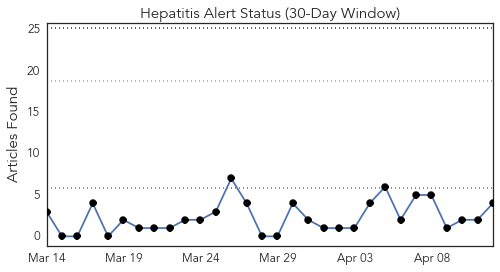 Hepatitis Alert Status (30-Day Window)
Articles Found
25
20
15
10
5
0
Mar 14 Mar 19 Mar 24 Mar 29 Apr 03 Apr 08